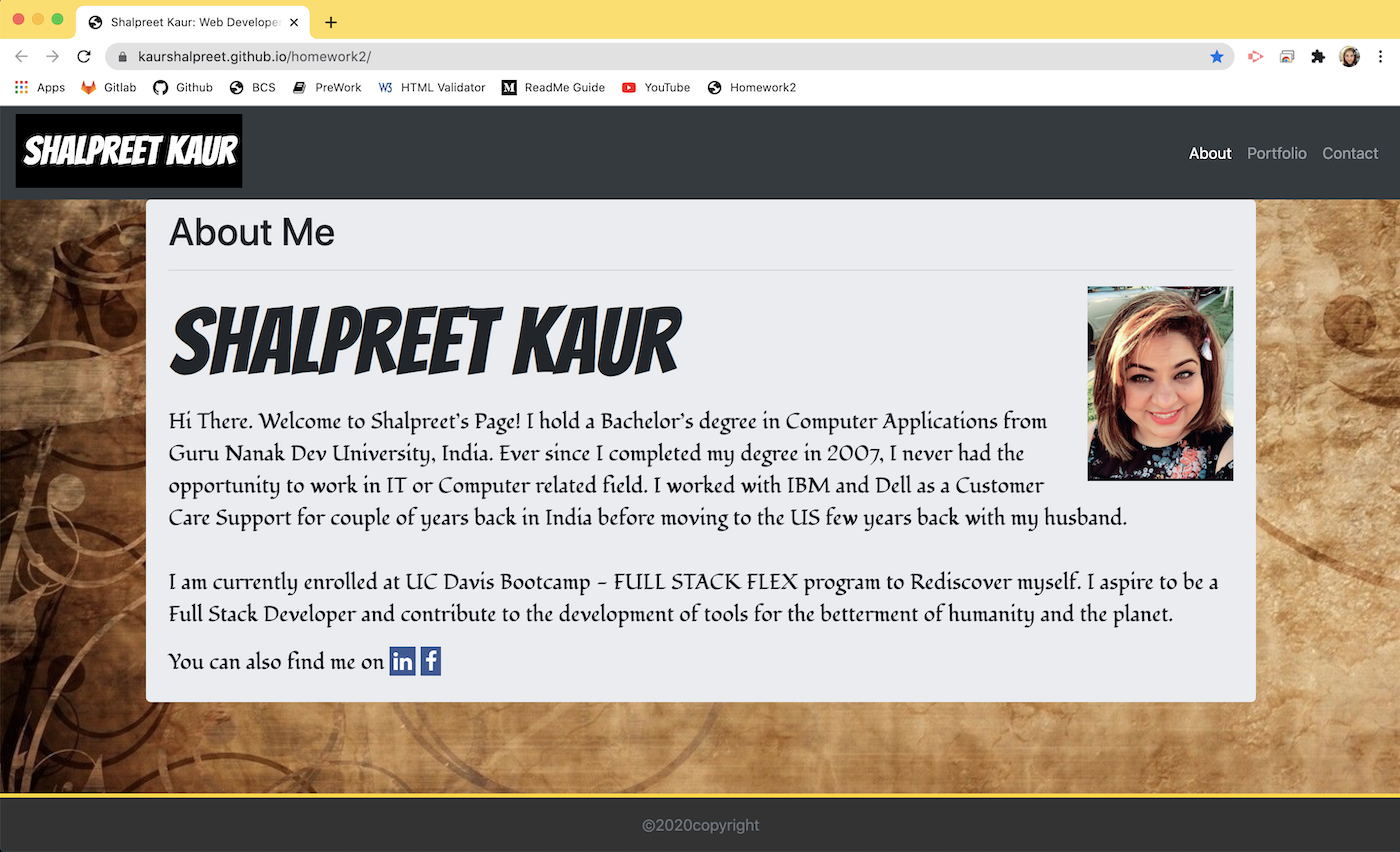 Shalpreet Kaur: Web Develope
kaurshalpreet.github.io/homework2/
Apps Gitlab Github BCS PreWork W3 HTML Validator M ReadMe Guide YouTube Homework2
SHALPREET KAUR
About Portfolio Contact
About Me
SHALPREET KAUR
Hi There. Welcome to Shalpreet's Page! I hold a Bachelor's degree in Computer Applications from
Guru Nanak Dev University, India. Ever since I completed my degree in 2007, I never had the
opportunity to work in IT or Computer related field. I worked with IBM and Dell as a Customer
Care Support for couple of years back in India before moving to the US few years back with my husband.
I am currently enrolled at UC Davis Bootcamp - FULL STACK FLEX program to Rediscover myself. I aspire to be a
Full Stack Developer and contribute to the development of tools for the betterment of humanity and the planet.
You can also find me on in f
©2020copyright